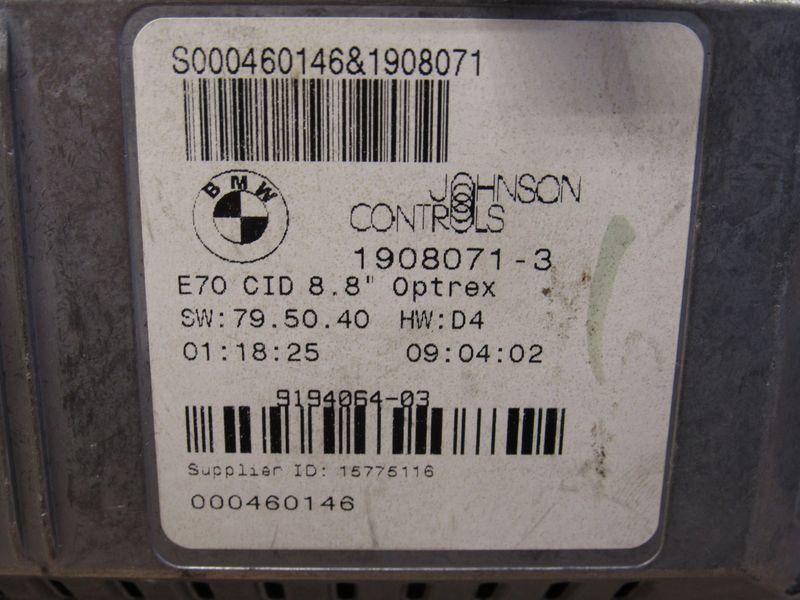 S000460146&1908071
BMW
JOHNSON
CONTROLS
1908071-3
E70 CID 8.8" Optrex
SW:79.50.40 HW:D4
01:18:25 09:04:02
9194064-03
Supplier ID: 15775116
000460146